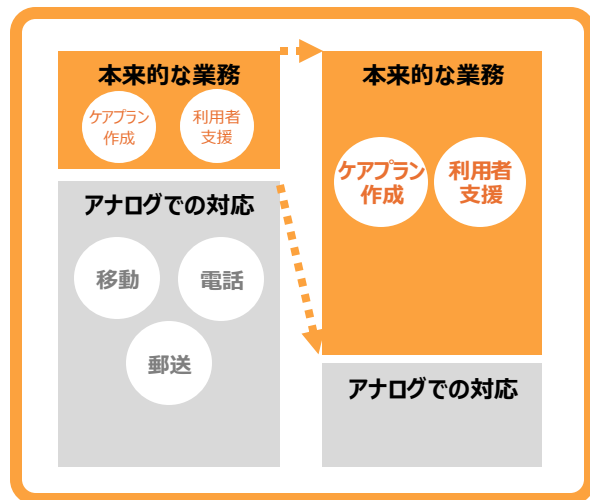 本来的な業務
ケアプラン
作成
利用者
支援
アナログでの対応
移動
電話
郵送
本来的な業務
ケアプラン
作成
利用者
支援
アナログでの対応